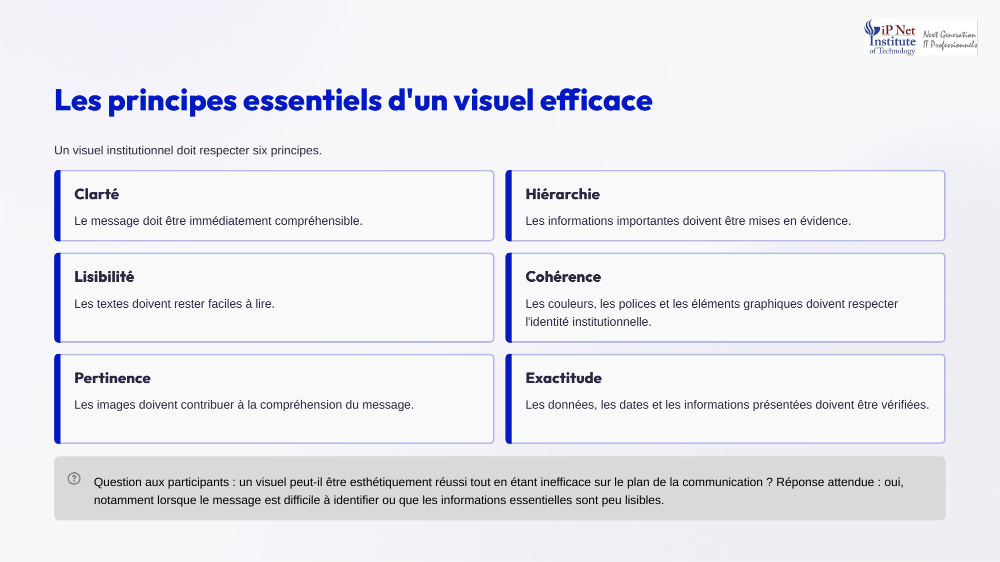 iP Net
Institute
of Technology
Next Generation
IT Professionnels
Les principes essentiels d'un visuel efficace
Un visuel institutionnel doit respecter six principes.
Clarté
Le message doit être immédiatement compréhensible.
Hiérarchie
Les informations importantes doivent être mises en évidence.
Lisibilité
Les textes doivent rester faciles à lire.
Cohérence
Les couleurs, les polices et les éléments graphiques doivent respecter
l'identité institutionnelle.
Pertinence
Les images doivent contribuer à la compréhension du message.
Exactitude
Les données, les dates et les informations présentées doivent être vérifiées.
Question aux participants : un visuel peut-il être esthétiquement réussi tout en étant inefficace sur le plan de la communication ? Réponse attendue : oui,
notamment lorsque le message est difficile à identifier ou que les informations essentielles sont peu lisibles.